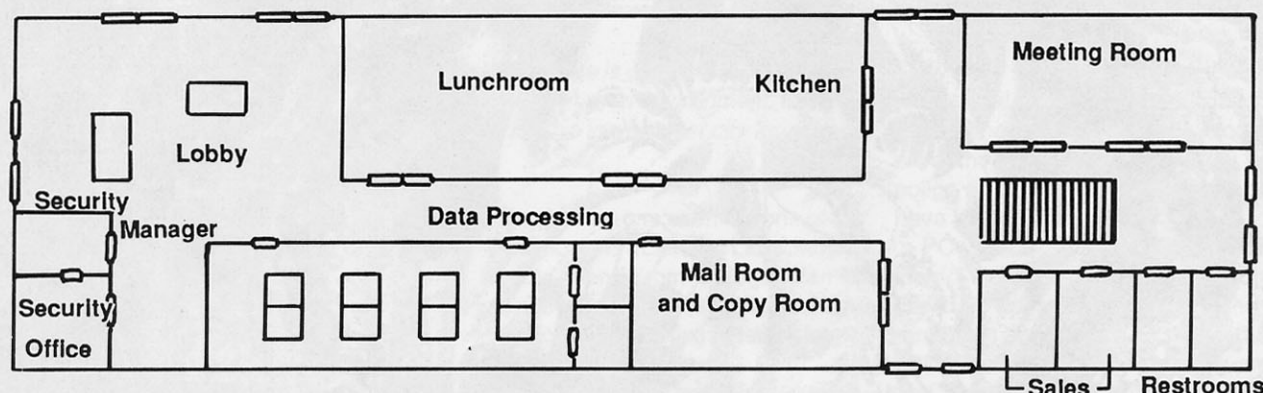 Lunchroom
Kitchen
Meeting Room
Lobby
Security
Manager
Data Processing
Mail Room
and Copy Room
Security
Office
Sales
Restrooms